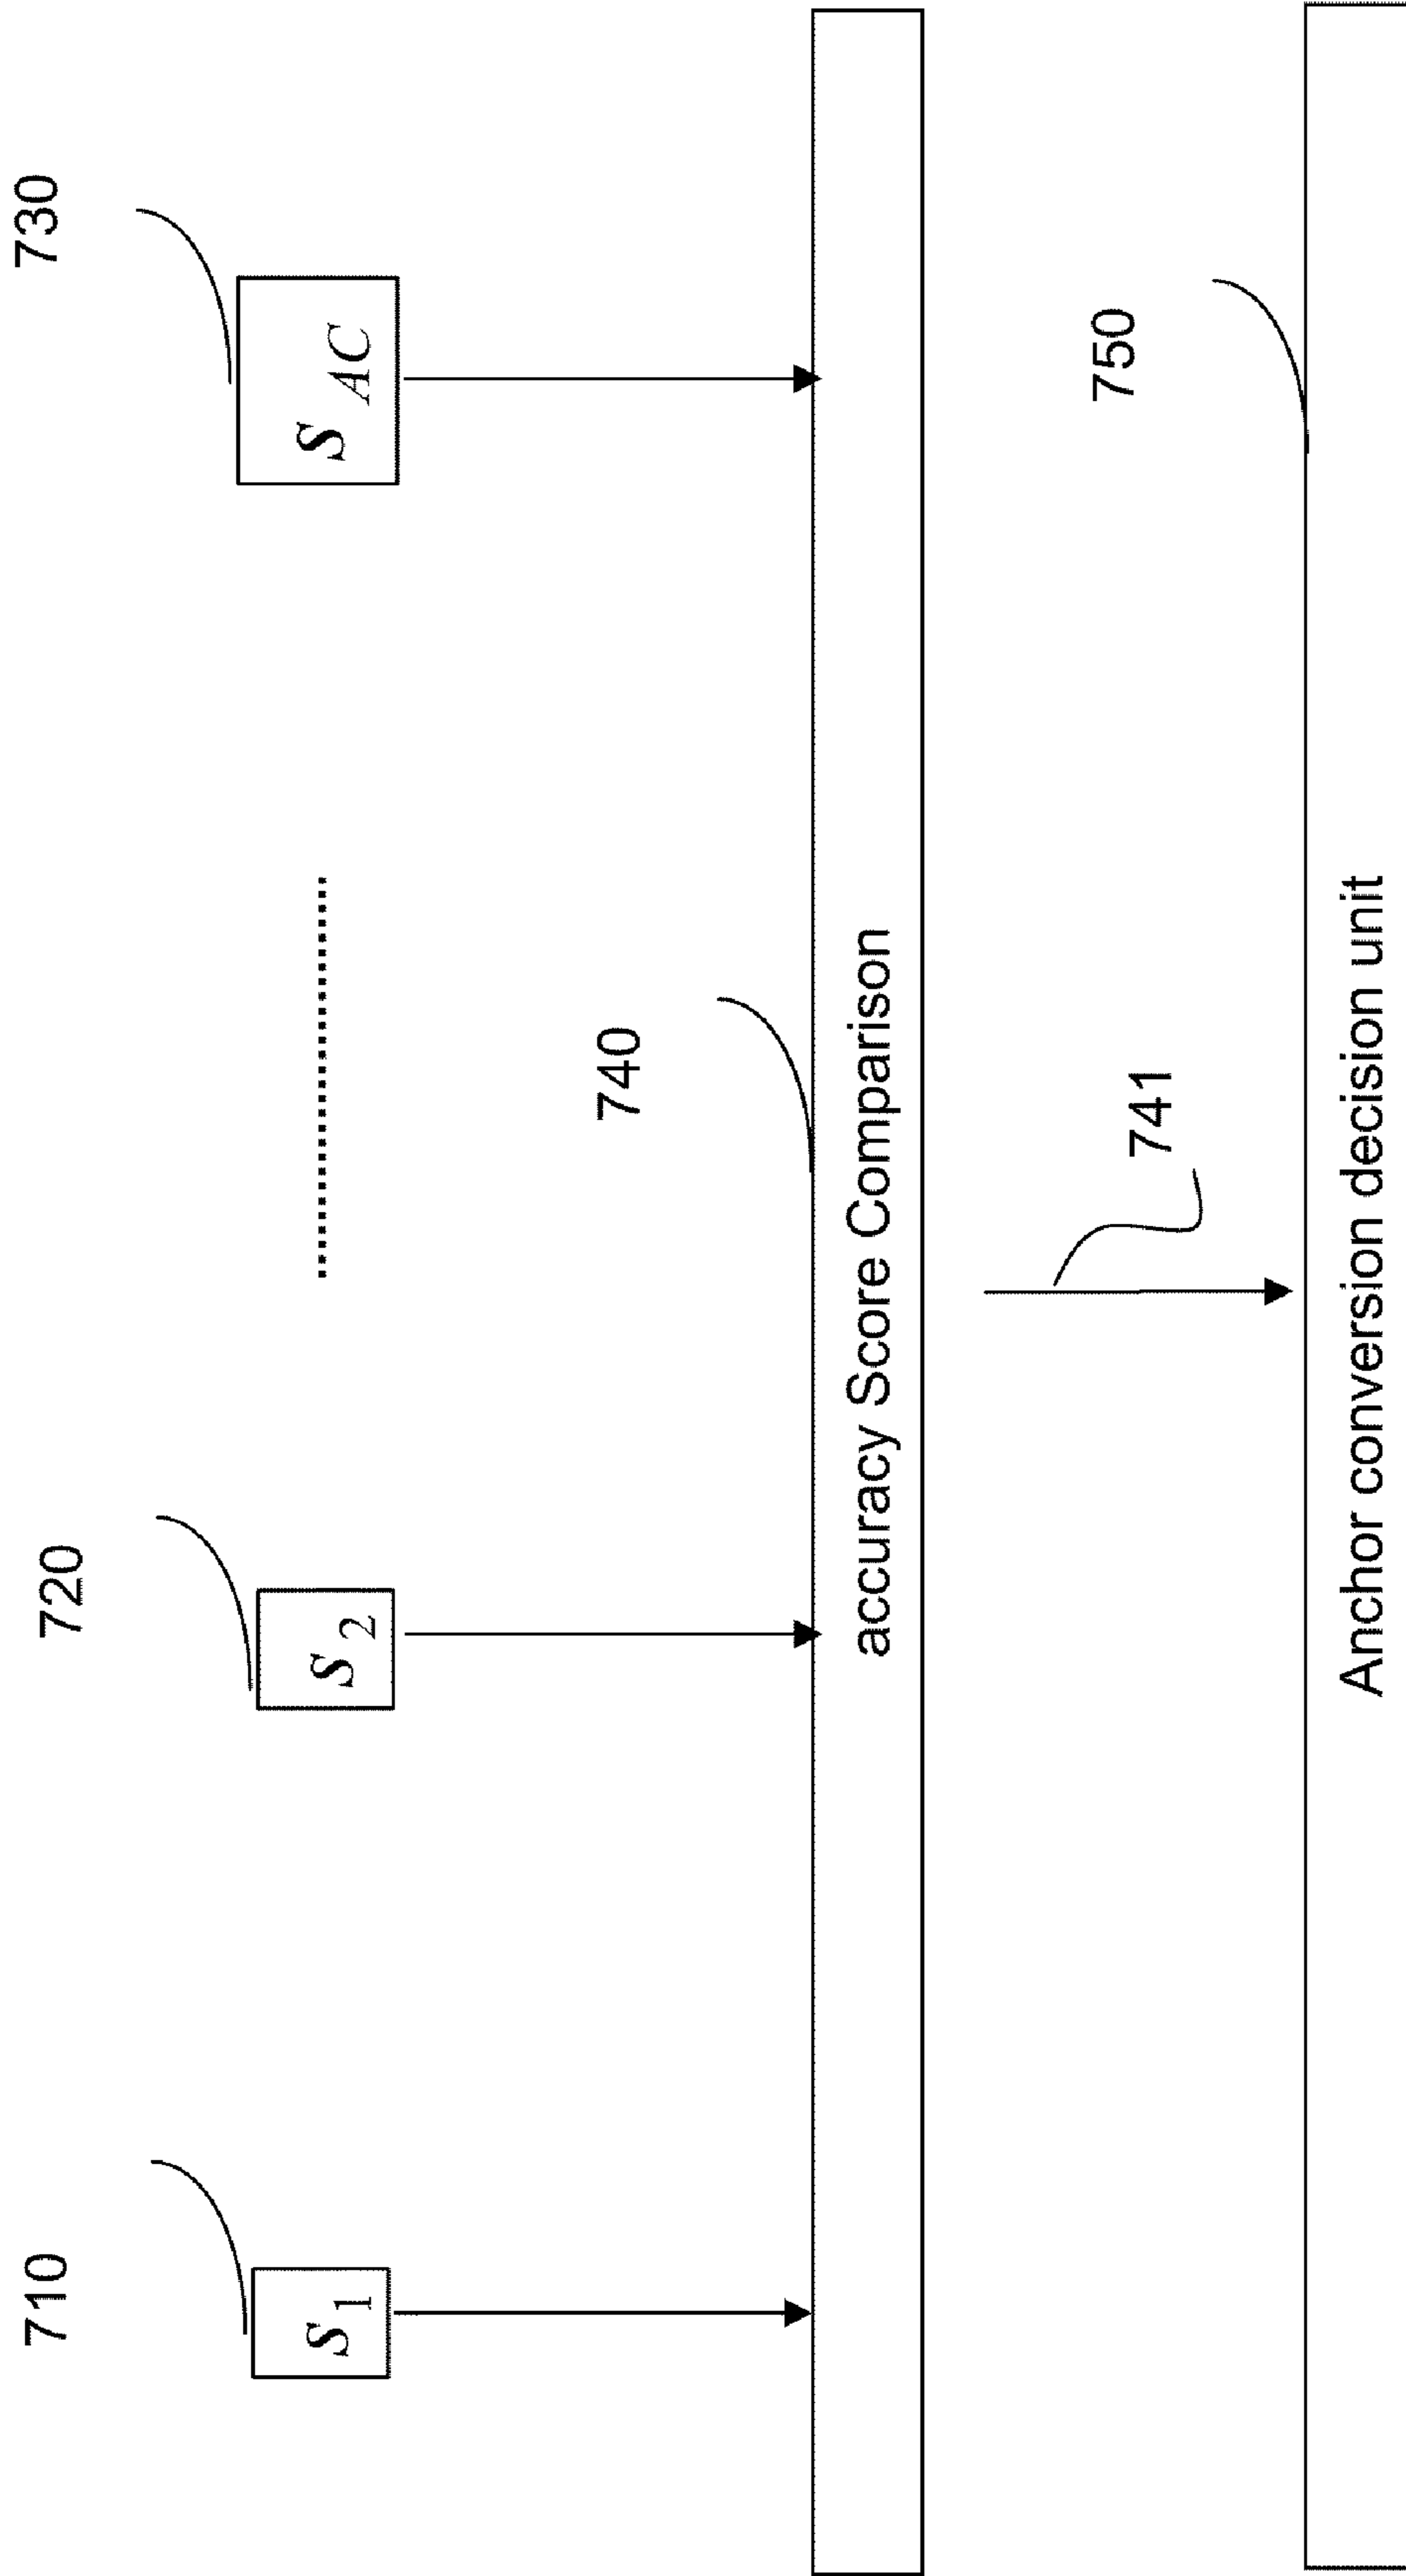 710
720
730
S 1
S 2
S AC
740
accuracy Score Comparison
741
750
Anchor conversion decision unit